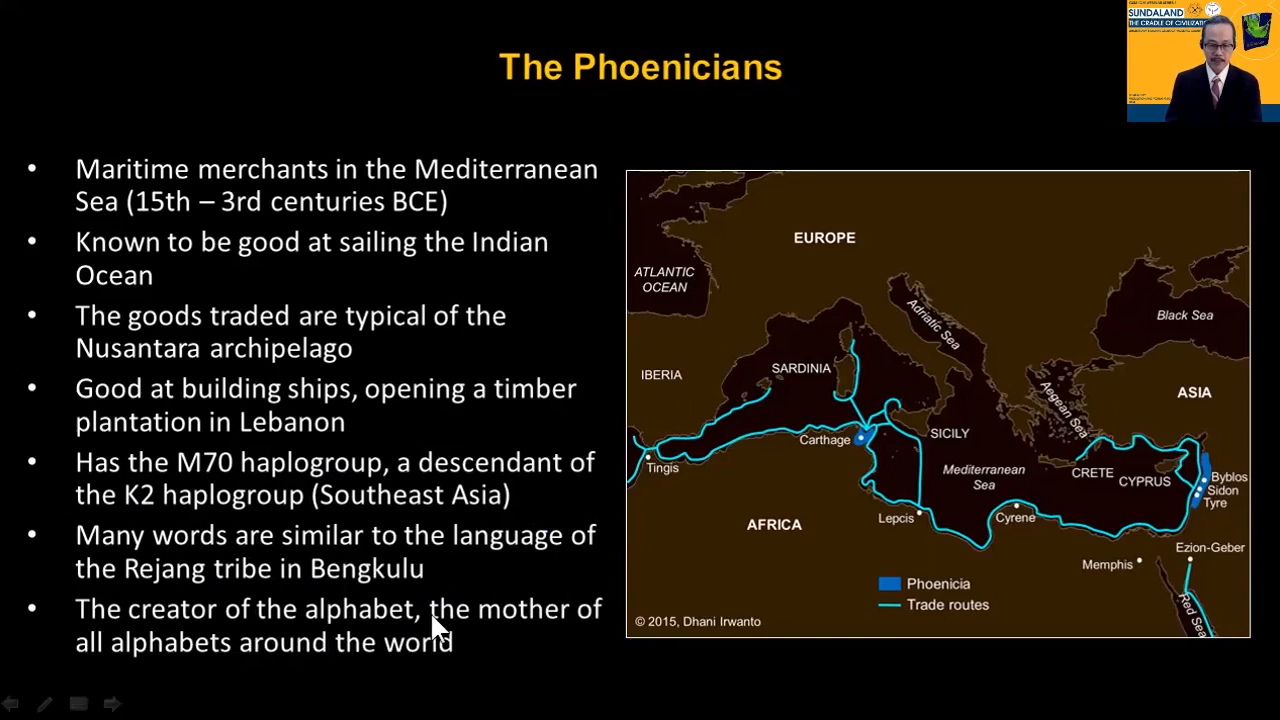 The Phoenicians
SUNDALAND
• Maritime merchants in the Mediterranean
Sea (15th – 3rd centuries BCE)
• Known to be good at sailing the Indian
Ocean
• The goods traded are typical of the
Nusantara archipelago
• Good at building ships, opening a timber
plantation in Lebanon
• Has the M70 haplogroup, a descendant of
the K2 haplogroup (Southeast Asia)
• Many words are similar to the language of
the Rejang tribe in Bengkulu
• The creator of the alphabet, the mother of
all alphabets around the world
EUROPE
ATLANTIC
OCEAN
Adriatic Sea
Black Sea
IBERIA
SARDINIA
ASIA
Aegean Sea
Carthage
SICILY
Tingis
Mediterranean
Sea
CRETE
CYPRUS
Byblos
Sidon
Tyre
AFRICA
Lepcis
Cyrene
Ezion-Geber
Memphis
Red Sea
Phoenicia
Trade routes
© 2015, Dhani Irwanto